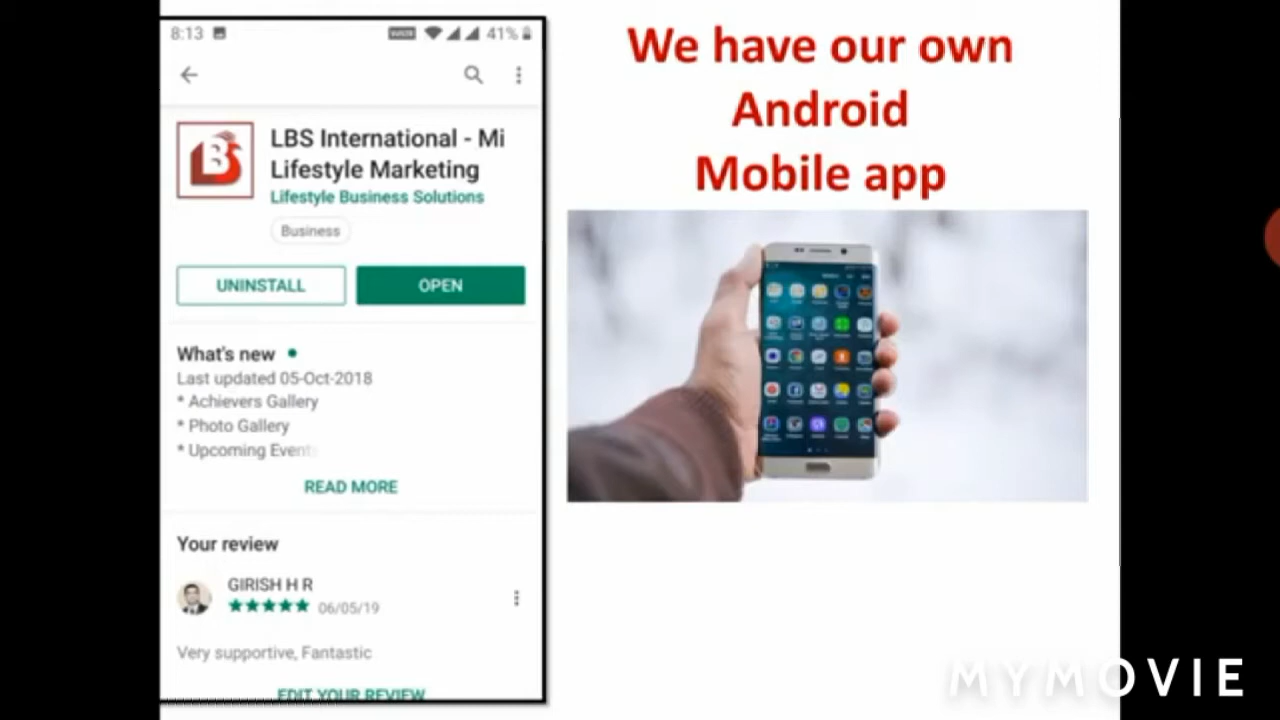 8:13
41%
LBS International - Mi
Lifestyle Marketing
Lifestyle Business Solutions
Business
UNINSTALL
OPEN
What's new
Last updated 05-Oct-2018
* Achievers Gallery
* Photo Gallery
* Upcoming Events
READ MORE
Your review
GIRISH H R
06/05/19
Very supportive, Fantastic
EDIT YOUR REVIEW
We have our own
Android
Mobile app
MYMOVIE